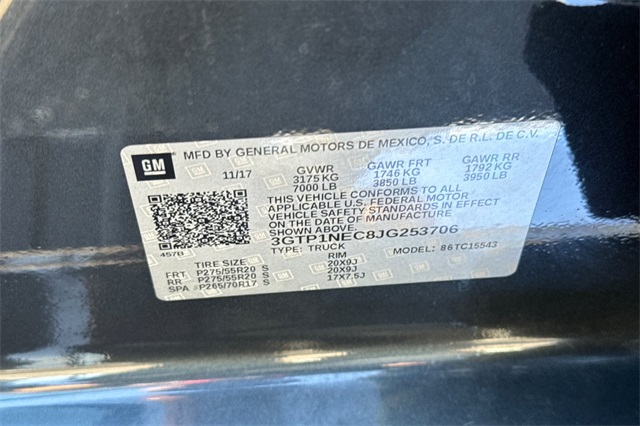 GM
MFD BY GENERAL MOTORS DE MEXICO, S. DE R.L. DE C.V.
11/17 GVWR GAWR FRT GAWR RR
3175 KG 1746 KG 1792 KG
7000 LB 3850 LB 3950 LB
THIS VEHICLE CONFORMS TO ALL
APPLICABLE U.S. FEDERAL MOTOR
VEHICLE SAFETY STANDARDS IN EFFECT
ON THE DATE OF MANUFACTURE
SHOWN ABOVE.
3GTP1NEC8JG253706
TYPE: TRUCK MODEL: 86TC15543
4578
TIRE SIZE RIM
FRT P275/55R20 S 20X9J
RR P275/55R20 S 20X9J
SPA #P265/70R17 S 17X7.5J